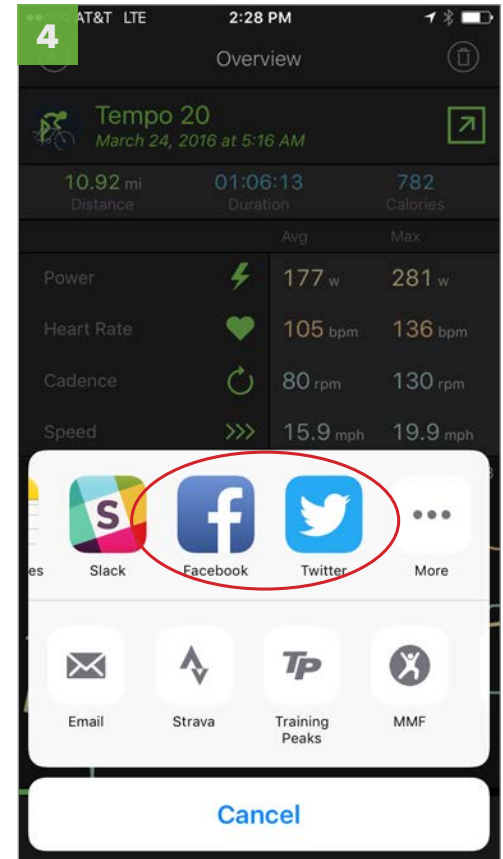 4
AT&T LTE 2:28 PM
Overview
Tempo 20
March 24, 2016 at 5:16 AM
10.92 mi 01:06:13 782
Distance Duration Calories
Avg Max
Power 177 w 281 w
Heart Rate 105 bpm 136 bpm
Cadence 80 rpm 130 rpm
Speed >>> 15.9 mph 19.9 mph
es S Slack f Facebook Twitter More
Email Strava TP Training Peaks MMF
Cancel